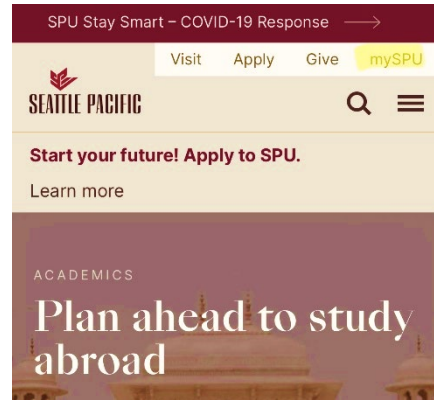 SPU Stay Smart – COVID-19 Response
Visit Apply Give mySPU
SEATTLE PACIFIC
Start your future! Apply to SPU.
Learn more
ACADEMICS
Plan ahead to study
abroad